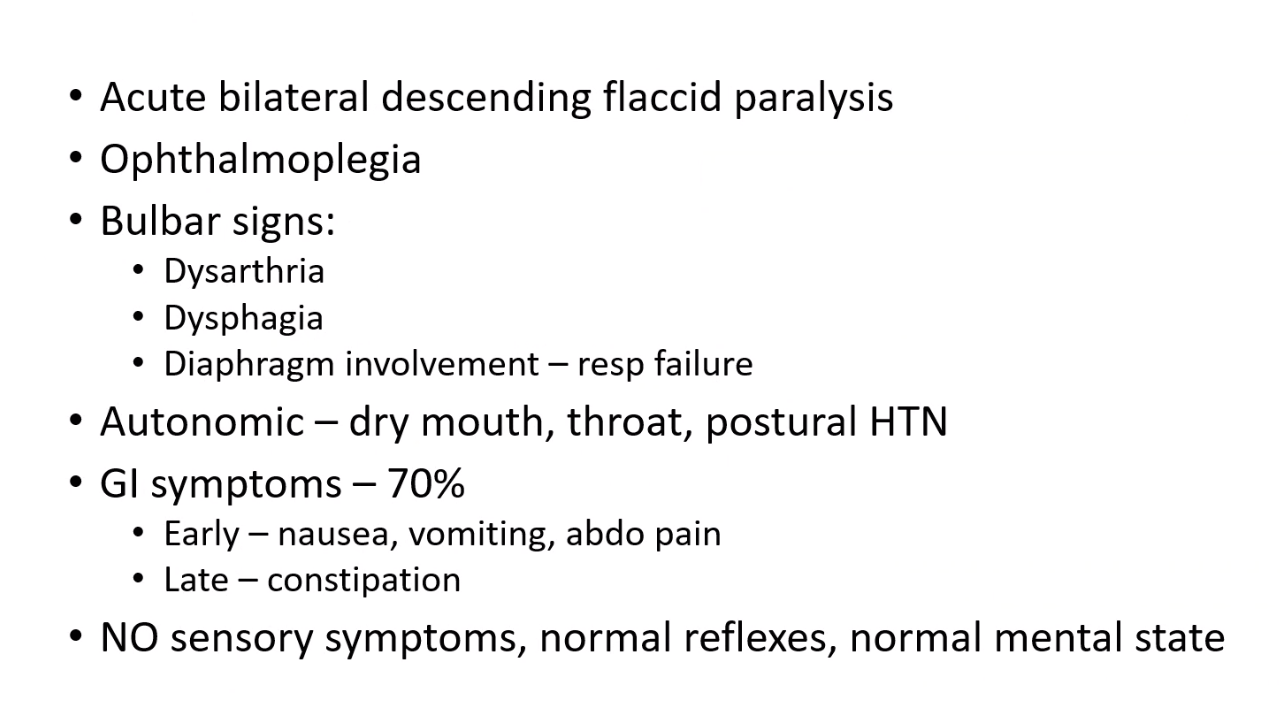 • Acute bilateral descending flaccid paralysis
• Ophthalmoplegia
• Bulbar signs:
• Dysarthria
• Dysphagia
• Diaphragm involvement – resp failure
• Autonomic – dry mouth, throat, postural HTN
• GI symptoms – 70%
• Early – nausea, vomiting, abdo pain
• Late – constipation
• NO sensory symptoms, normal reflexes, normal mental state